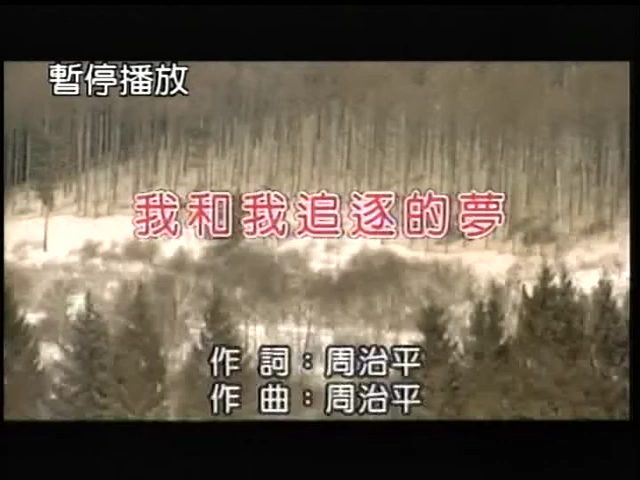 暫停播放
我和我追逐的夢
作 詞：周治平
作 曲：周治平